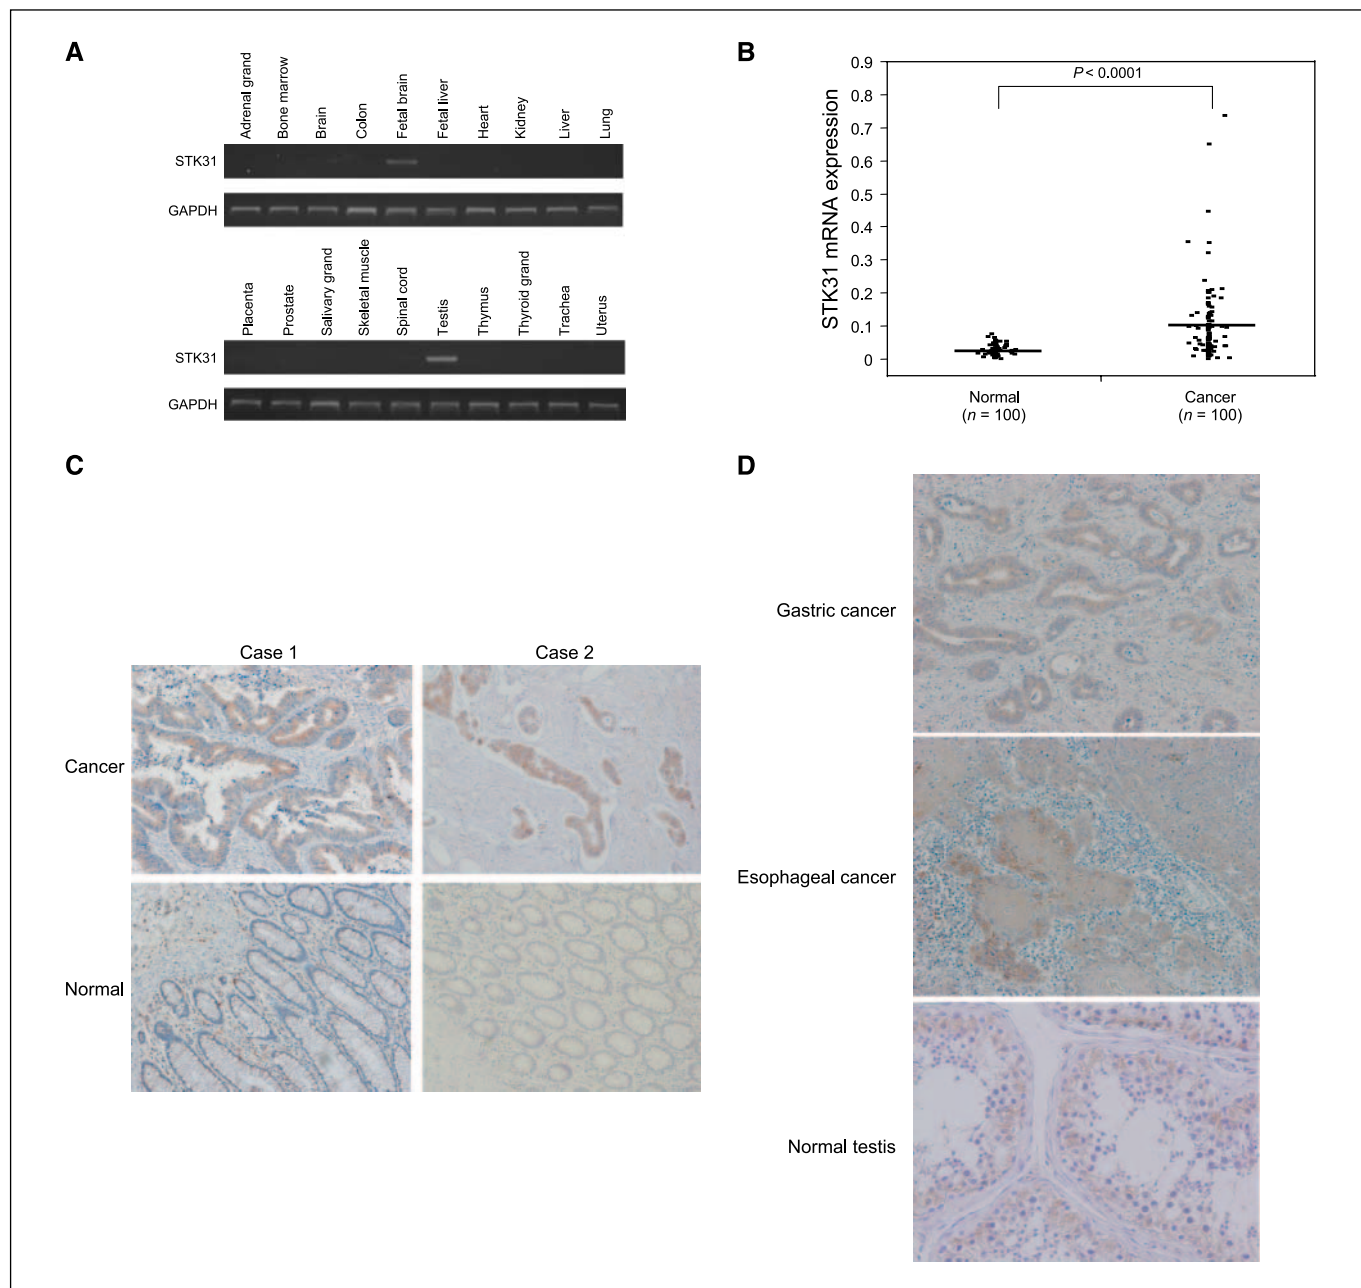 A
Adrenal grand
Bone marrow
Brain
Colon
Fetal brain
Fetal liver
Heart
Kidney
Liver
Lung
STK31
GAPDH
Placenta
Prostate
Salivary grand
Skeletal muscle
Spinal cord
Testis
Thymus
Thyroid grand
Trachea
Uterus
STK31
GAPDH
B
STK31 mRNA expression
0.9
0.8
0.7
0.6
0.5
0.4
0.3
0.2
0.1
0
P < 0.0001
Normal
(n = 100)
Cancer
(n = 100)
C
Case 1
Case 2
Cancer
Normal
D
Gastric cancer
Esophageal cancer
Normal testis